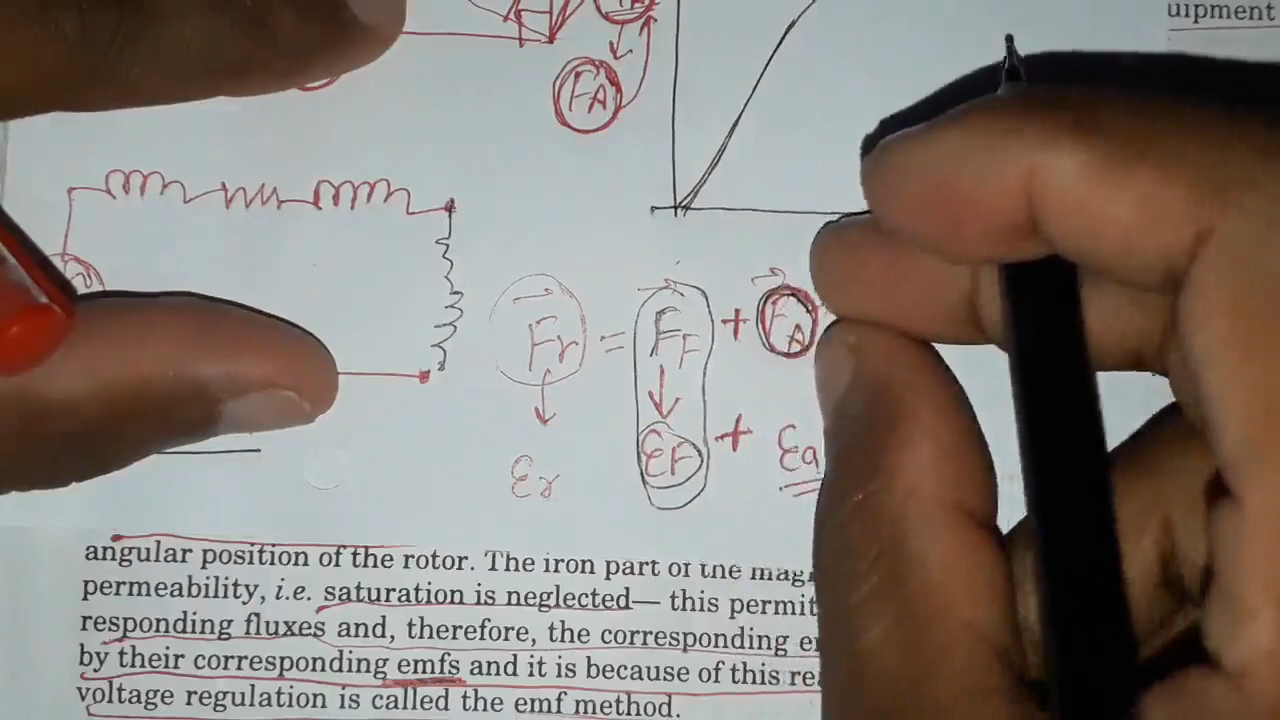 uipment
FA
Fr = FF + FA
Er EF + Ea
angular position of the rotor. The iron part of the mag
permeability, i.e. saturation is neglected— this permit
responding fluxes and, therefore, the corresponding e
by their corresponding emfs and it is because of this re
voltage regulation is called the emf method.